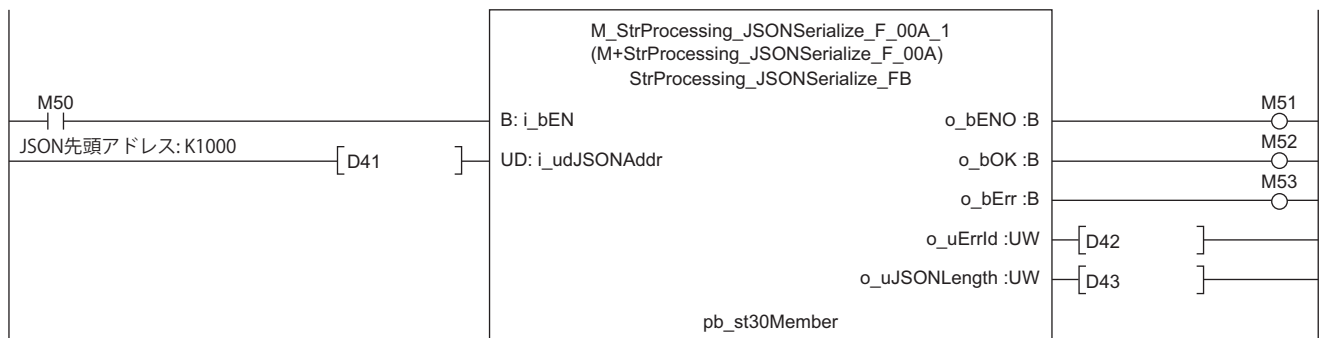 M_StrProcessing_JSONSerialize_F_00A_1
(M+StrProcessing_JSONSerialize_F_00A)
StrProcessing_JSONSerialize_FB
M50
B: i_bEN
o_bENO :B
M51
JSON先頭アドレス: K1000
D41
UD: i_udJSONAddr
o_bOK :B
M52
o_bErr :B
M53
o_uErrId :UW
D42
o_uJSONLength :UW
D43
pb_st30Member